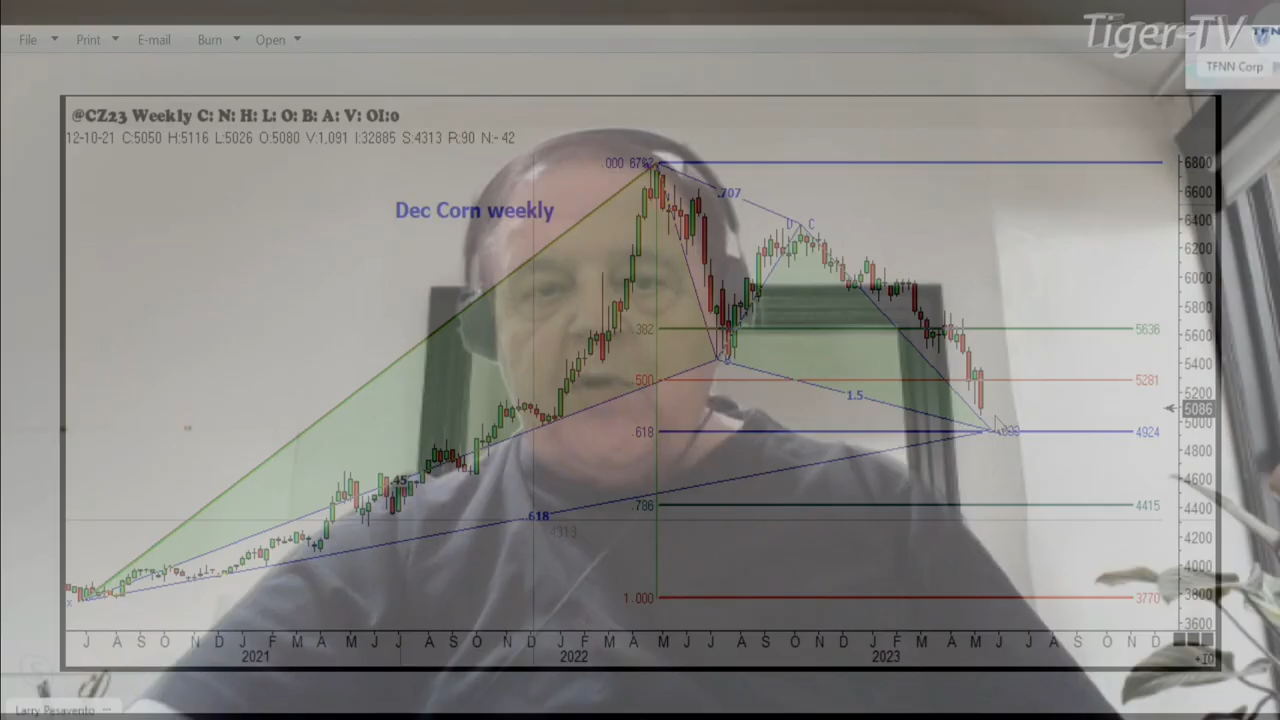 Tiger-TV
File Print E-mail Burn Open
TFNN Corp
@CZ23 Weekly C: N: H: L: O: B: A: V: OI:0
12-10-21 C:5050 H:5116 L:5026 O:5080 V:1,091 I:32885 S:4313 R:90 N:- 42
Dec Corn weekly
.000
.707
D C
.382 5636
.500 5281
1.5
.618 4924
.45
.618
.786 4415
4313
1.000 3770
X
6800
6600
6400
6200
6000
5800
5600
5400
5200
5086
5000
4800
4600
4400
4200
4000
3800
3600
J A S O N D J F M A M J J A S O N D J F M A M J J A S O N D J F M A M J J A S O N D
2021 2022 2023
+10
Larry Pesavento